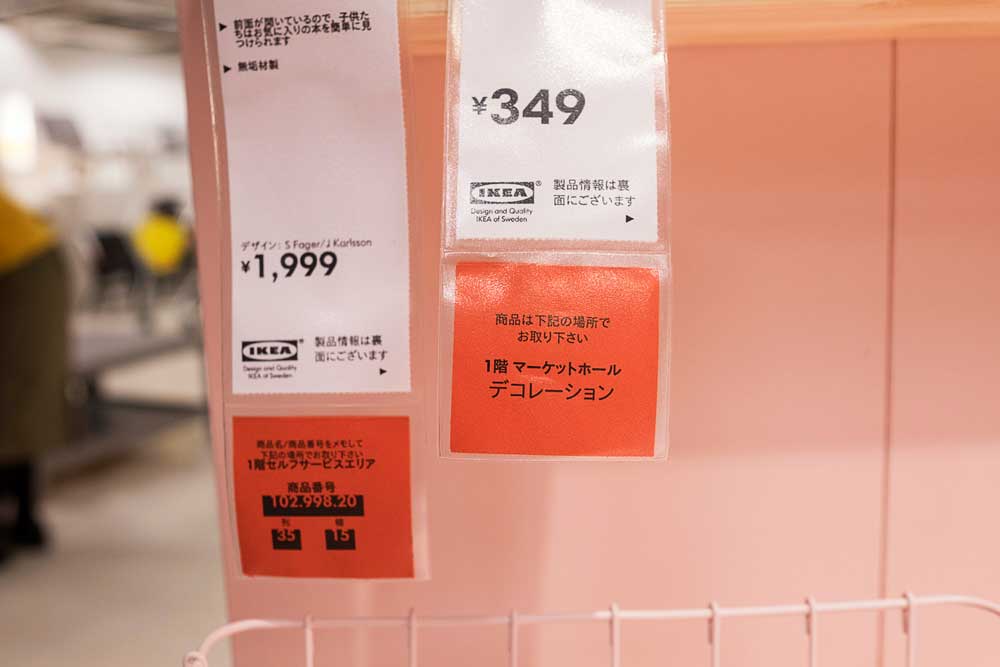 ▶ 前面が開いているので、子供た
ちはお気に入りの本を簡単に見
つけられます
▶ 無垢材製
デザイン: S Fager/J Karlsson
¥1,999
IKEA®
Design and Quality
IKEA of Sweden
製品情報は裏
面にございます
▶
商品名/商品番号をメモして
下記の場所でお取り下さい
1階セルフサービスエリア
商品番号
102.998.20
列
棚
35
15
¥349
IKEA®
Design and Quality
IKEA of Sweden
製品情報は裏
面にございます
▶
商品は下記の場所で
お取り下さい
1階 マーケットホール
デコレーション